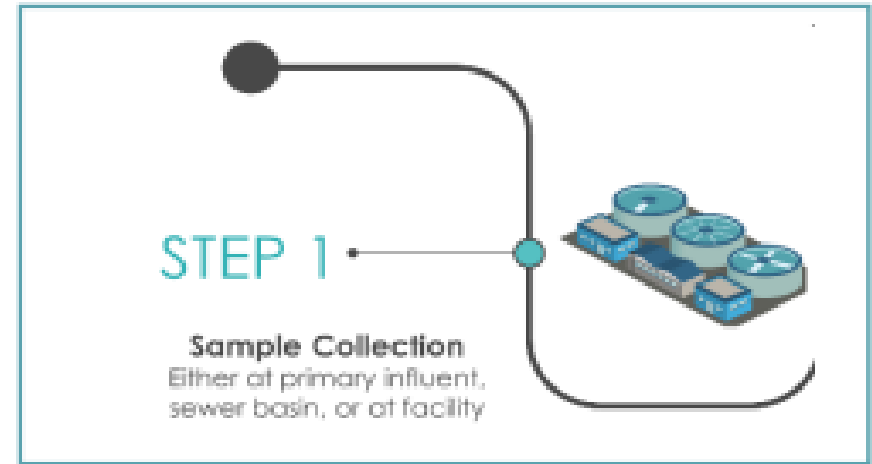 STEP 1
Sample Collection
Either at primary influent,
sewer basin, or at facility